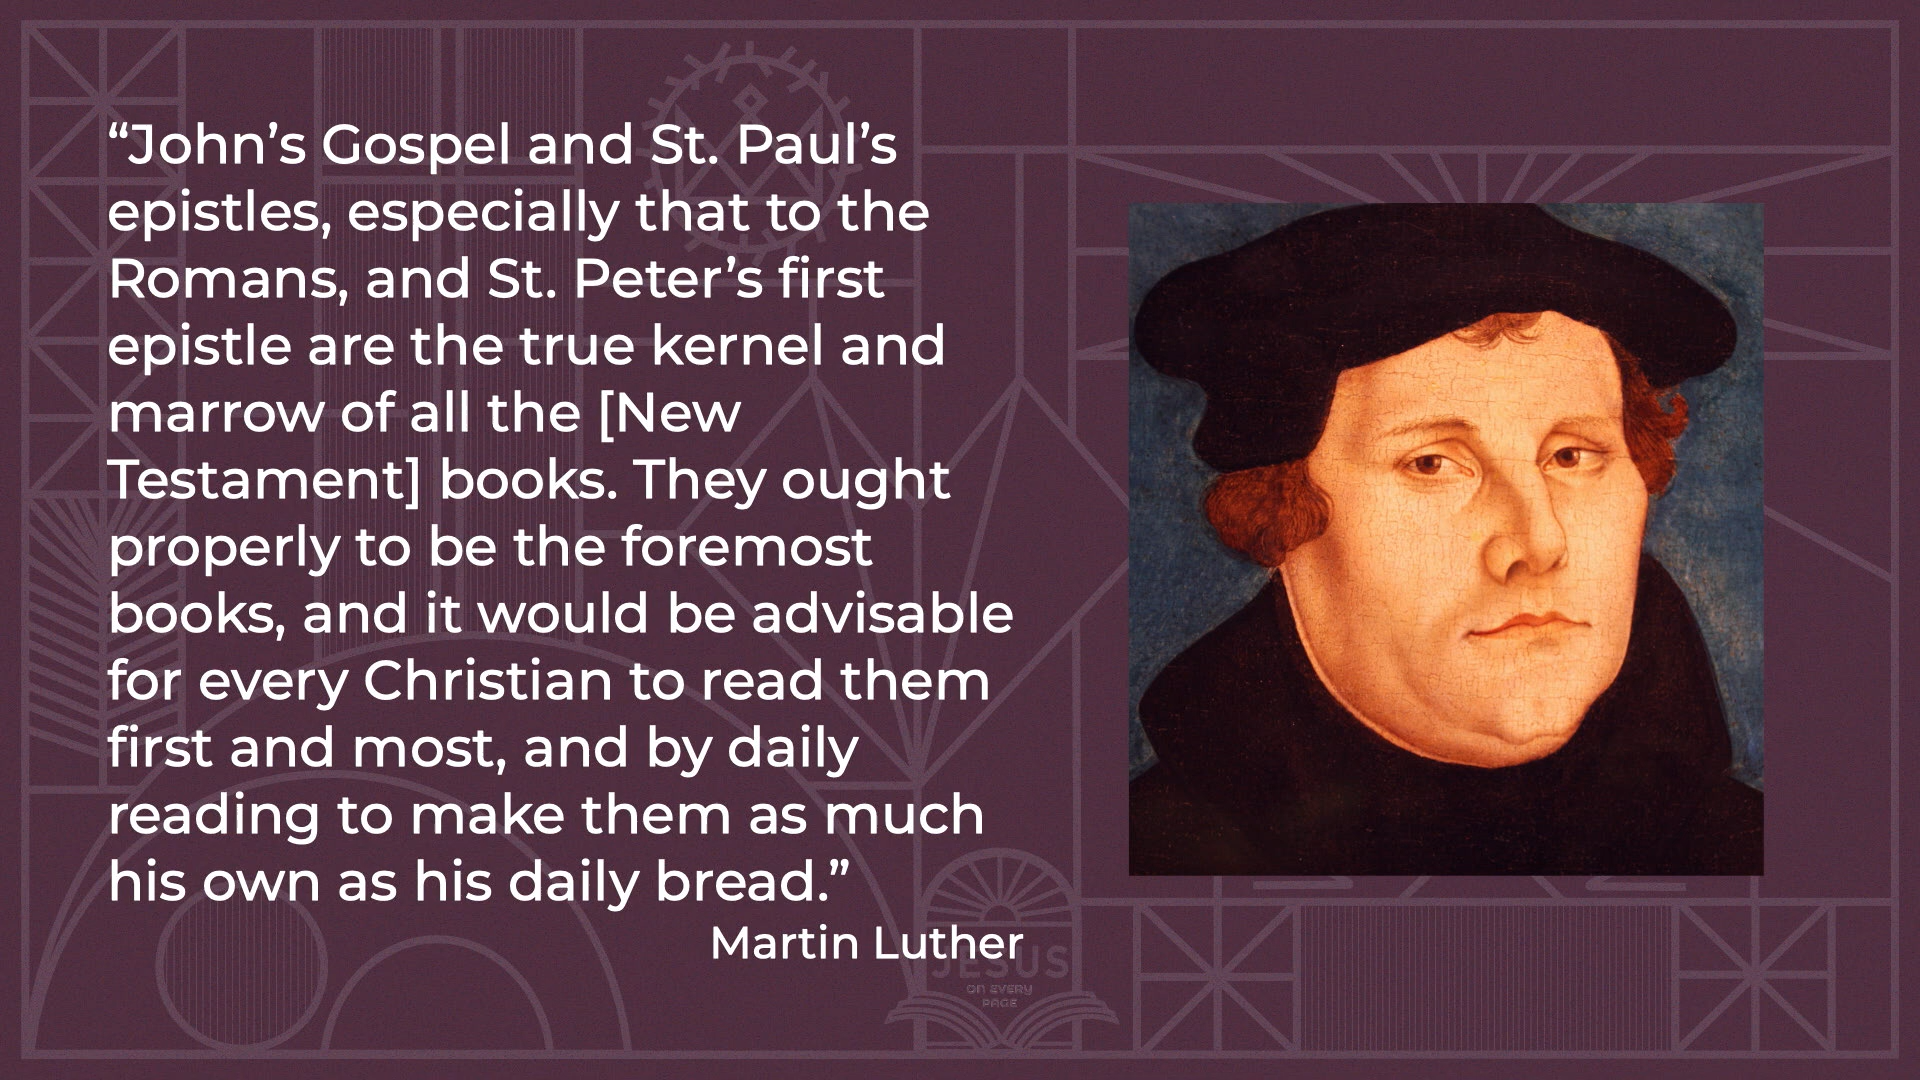 “John’s Gospel and St. Paul’s
epistles, especially that to the
Romans, and St. Peter’s first
epistle are the true kernel and
marrow of all the [New
Testament] books. They ought
properly to be the foremost
books, and it would be advisable
for every Christian to read them
first and most, and by daily
reading to make them as much
his own as his daily bread.”
Martin Luther
JESUS
ON EVERY
PAGE